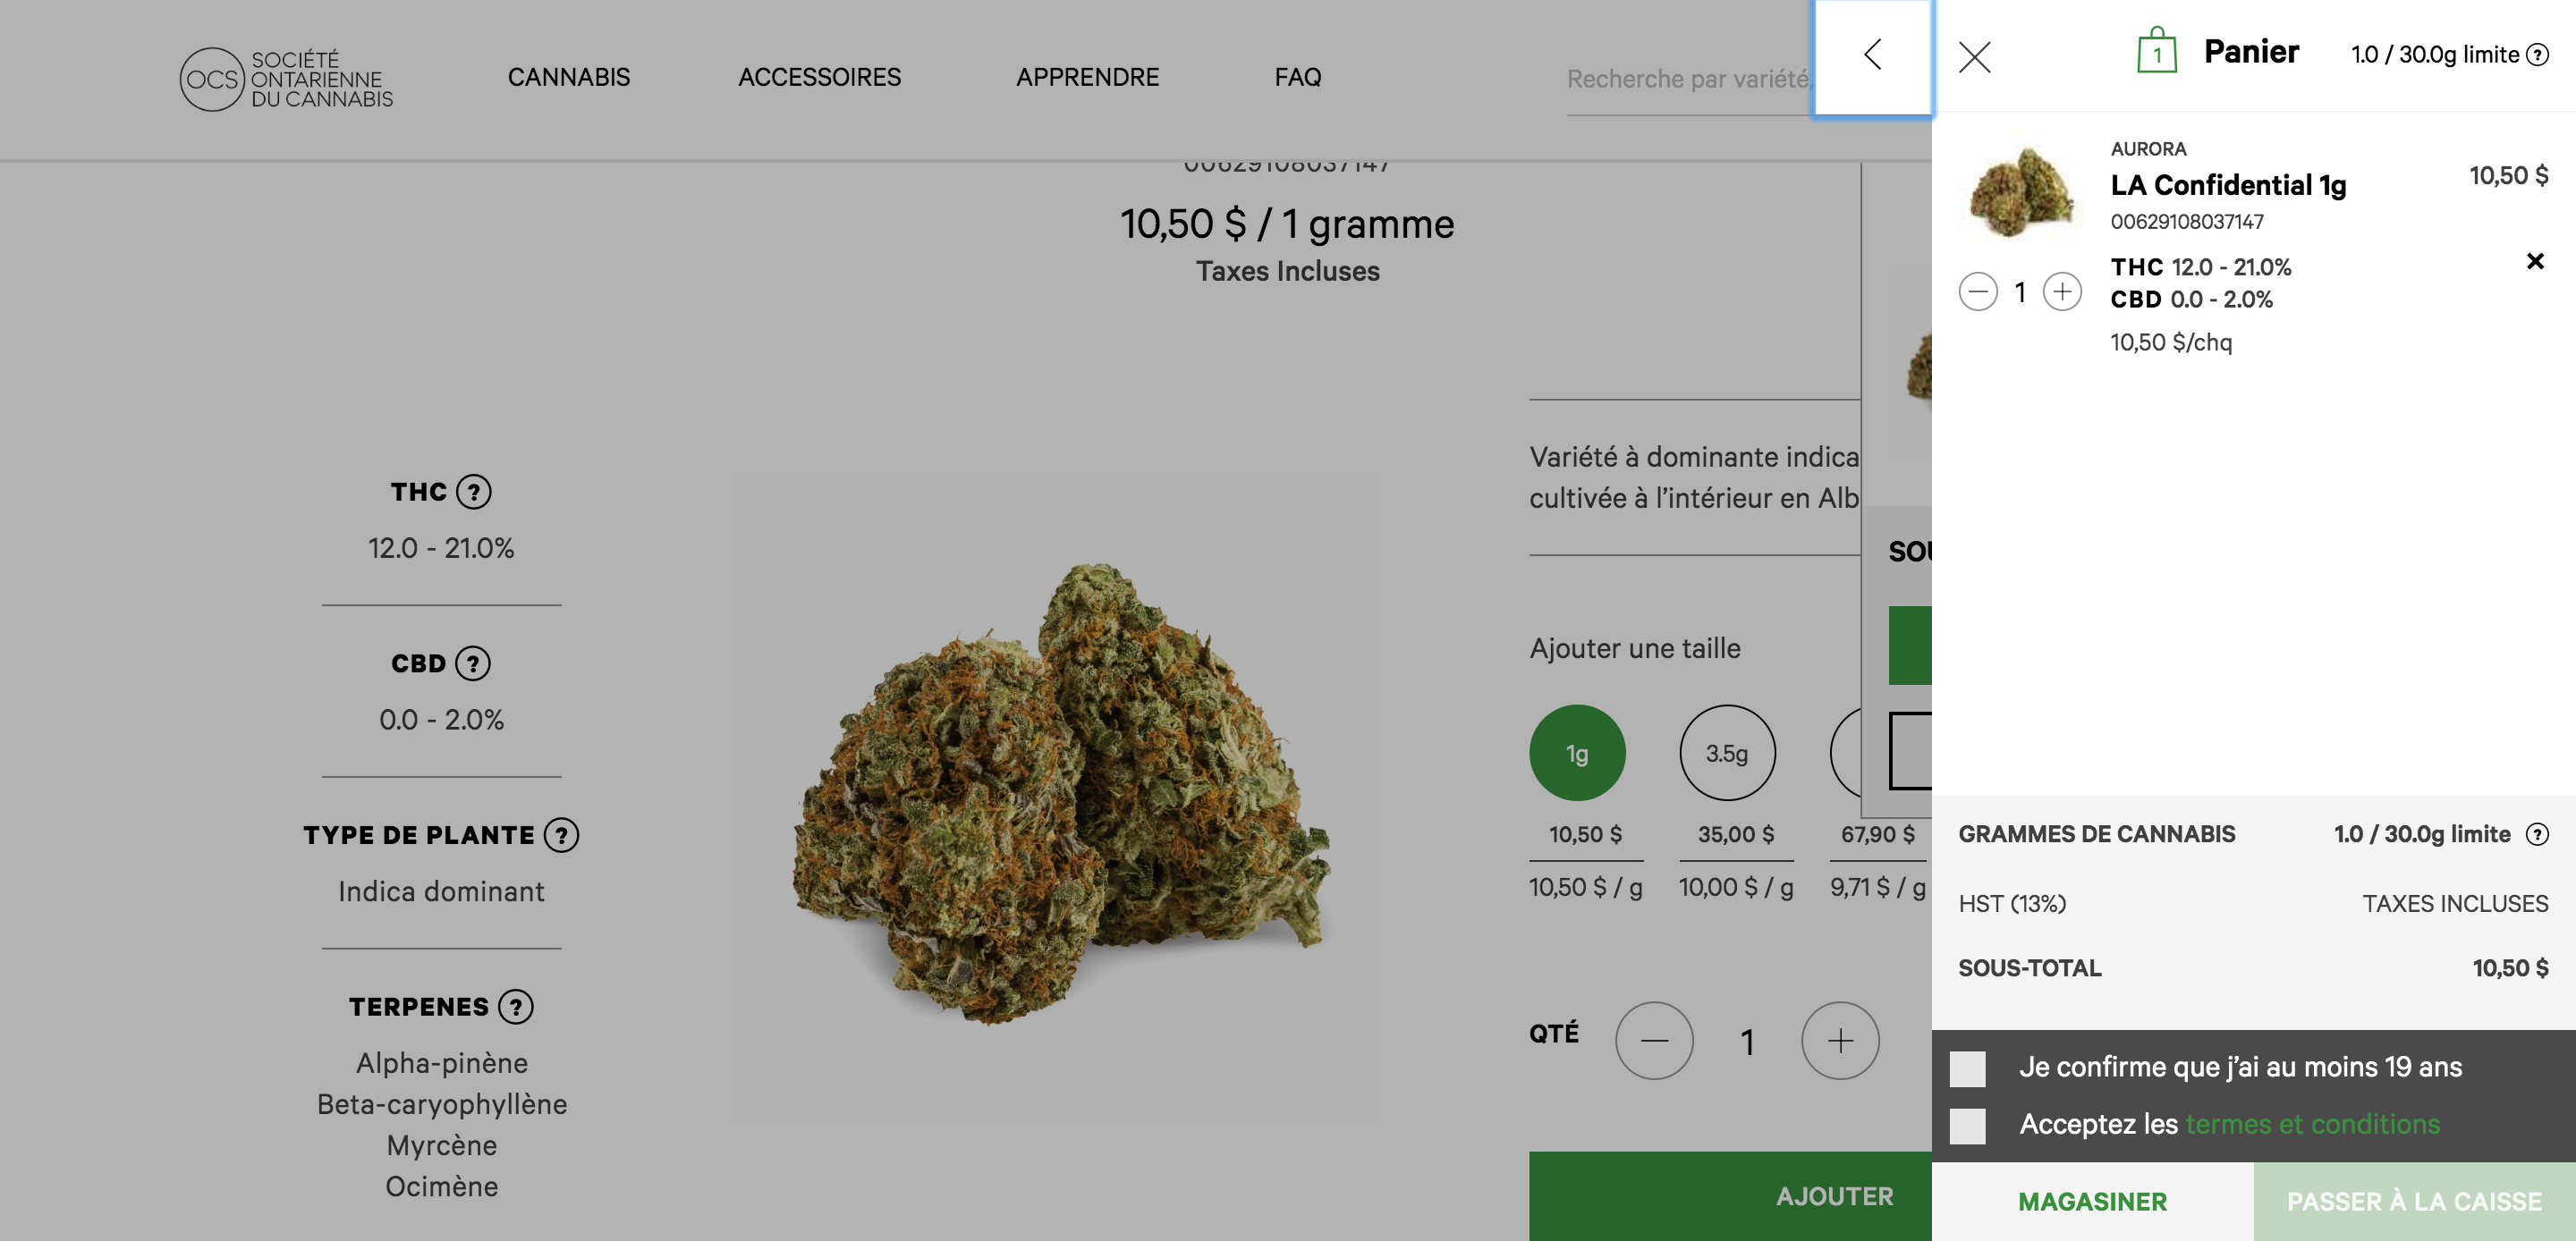 OCS
SOCIÉTÉ
ONTARIENNE
DU CANNABIS
CANNABIS
ACCESSOIRES
APPRENDRE
FAQ
Recherche par variété,
00629108037147
10,50 $ / 1 gramme
Taxes Incluses
THC ?
12.0 - 21.0%
CBD ?
0.0 - 2.0%
TYPE DE PLANTE ?
Indica dominant
TERPENES ?
Alpha-pinène
Beta-caryophyllène
Myrcène
Ocimène
Variété à dominante indica
cultivée à l'intérieur en Alb
Ajouter une taille
1g
3.5g
10,50 $
35,00 $
67,90 $
10,50 $ / g
10,00 $ / g
9,71 $ / g
QTÉ
1
AJOUTER
SOU
1
Panier
1.0 / 30.0g limite ?
AURORA
LA Confidential 1g
10,50 $
00629108037147
THC 12.0 - 21.0%
CBD 0.0 - 2.0%
1
10,50 $/chq
GRAMMES DE CANNABIS
1.0 / 30.0g limite ?
HST (13%)
TAXES INCLUSES
SOUS-TOTAL
10,50 $
Je confirme que j'ai au moins 19 ans
Acceptez les termes et conditions
MAGASINER
PASSER À LA CAISSE